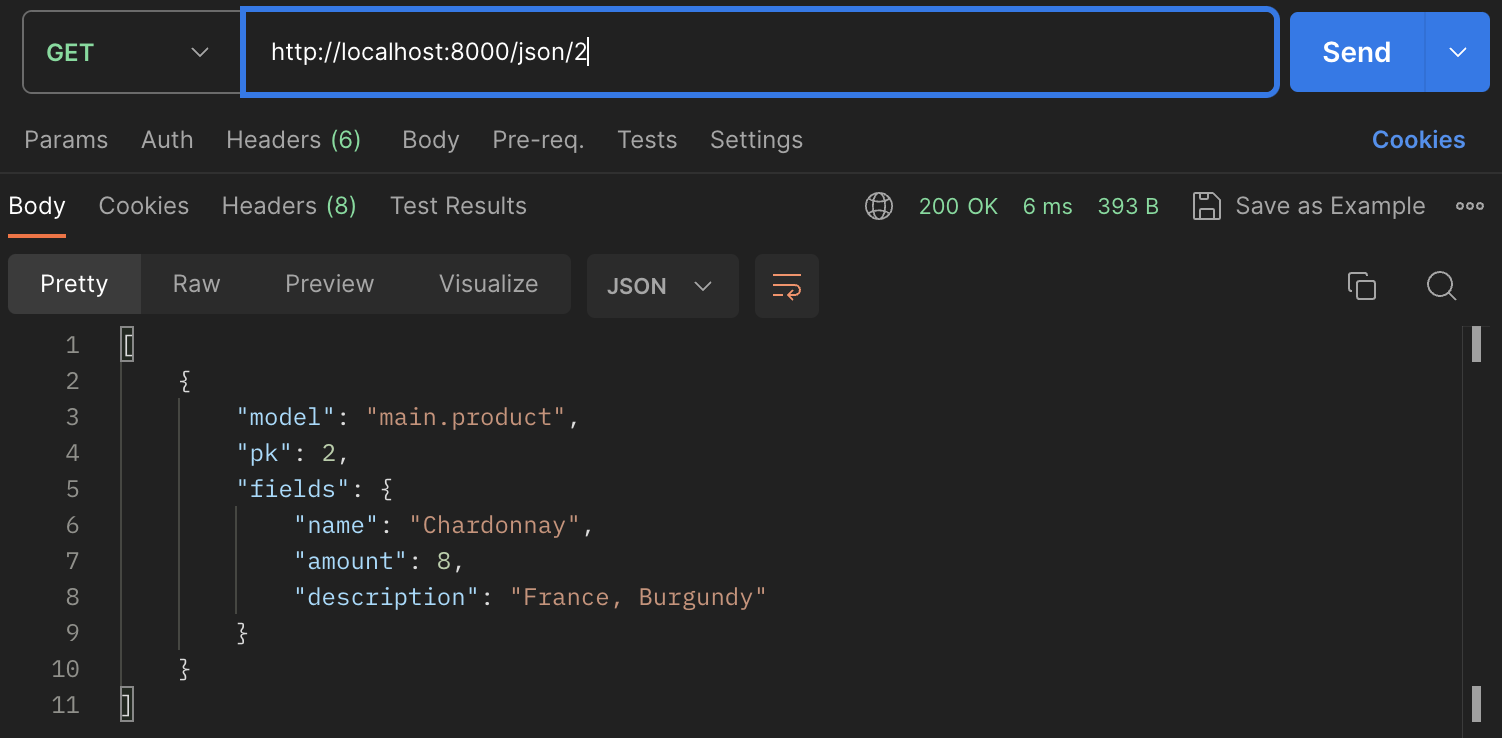 GET http://localhost:8000/json/2 Send
Params Auth Headers (6) Body Pre-req. Tests Settings Cookies
Body Cookies Headers (8) Test Results 200 OK 6 ms 393 B Save as Example
Pretty Raw Preview Visualize JSON
1 [
2 {
3 "model": "main.product",
4 "pk": 2,
5 "fields": {
6 "name": "Chardonnay",
7 "amount": 8,
8 "description": "France, Burgundy"
9 }
10 }
11 ]